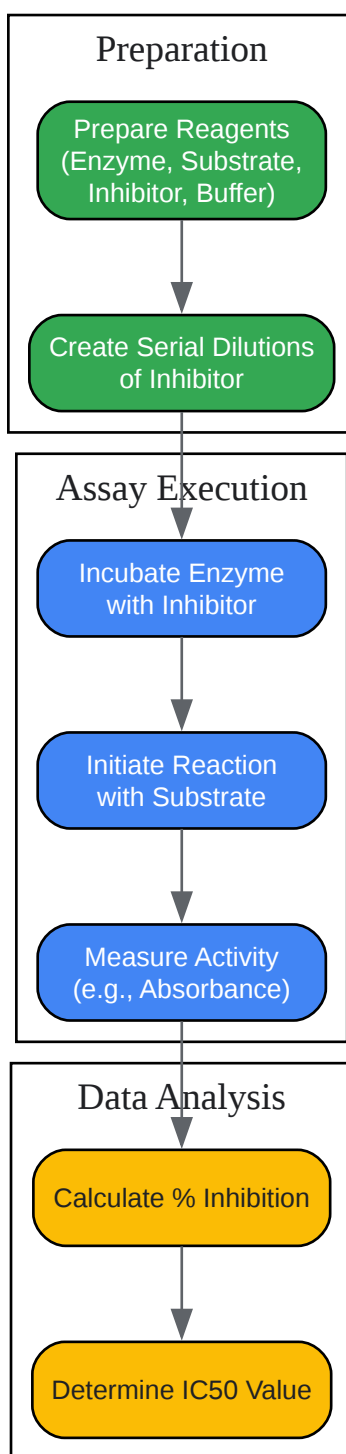 Preparation
Prepare Reagents
(Enzyme, Substrate,
Inhibitor, Buffer)
Create Serial Dilutions
of Inhibitor
Assay Execution
Incubate Enzyme
with Inhibitor
Initiate Reaction
with Substrate
Measure Activity
(e.g., Absorbance)
Data Analysis
Calculate % Inhibition
Determine IC50 Value